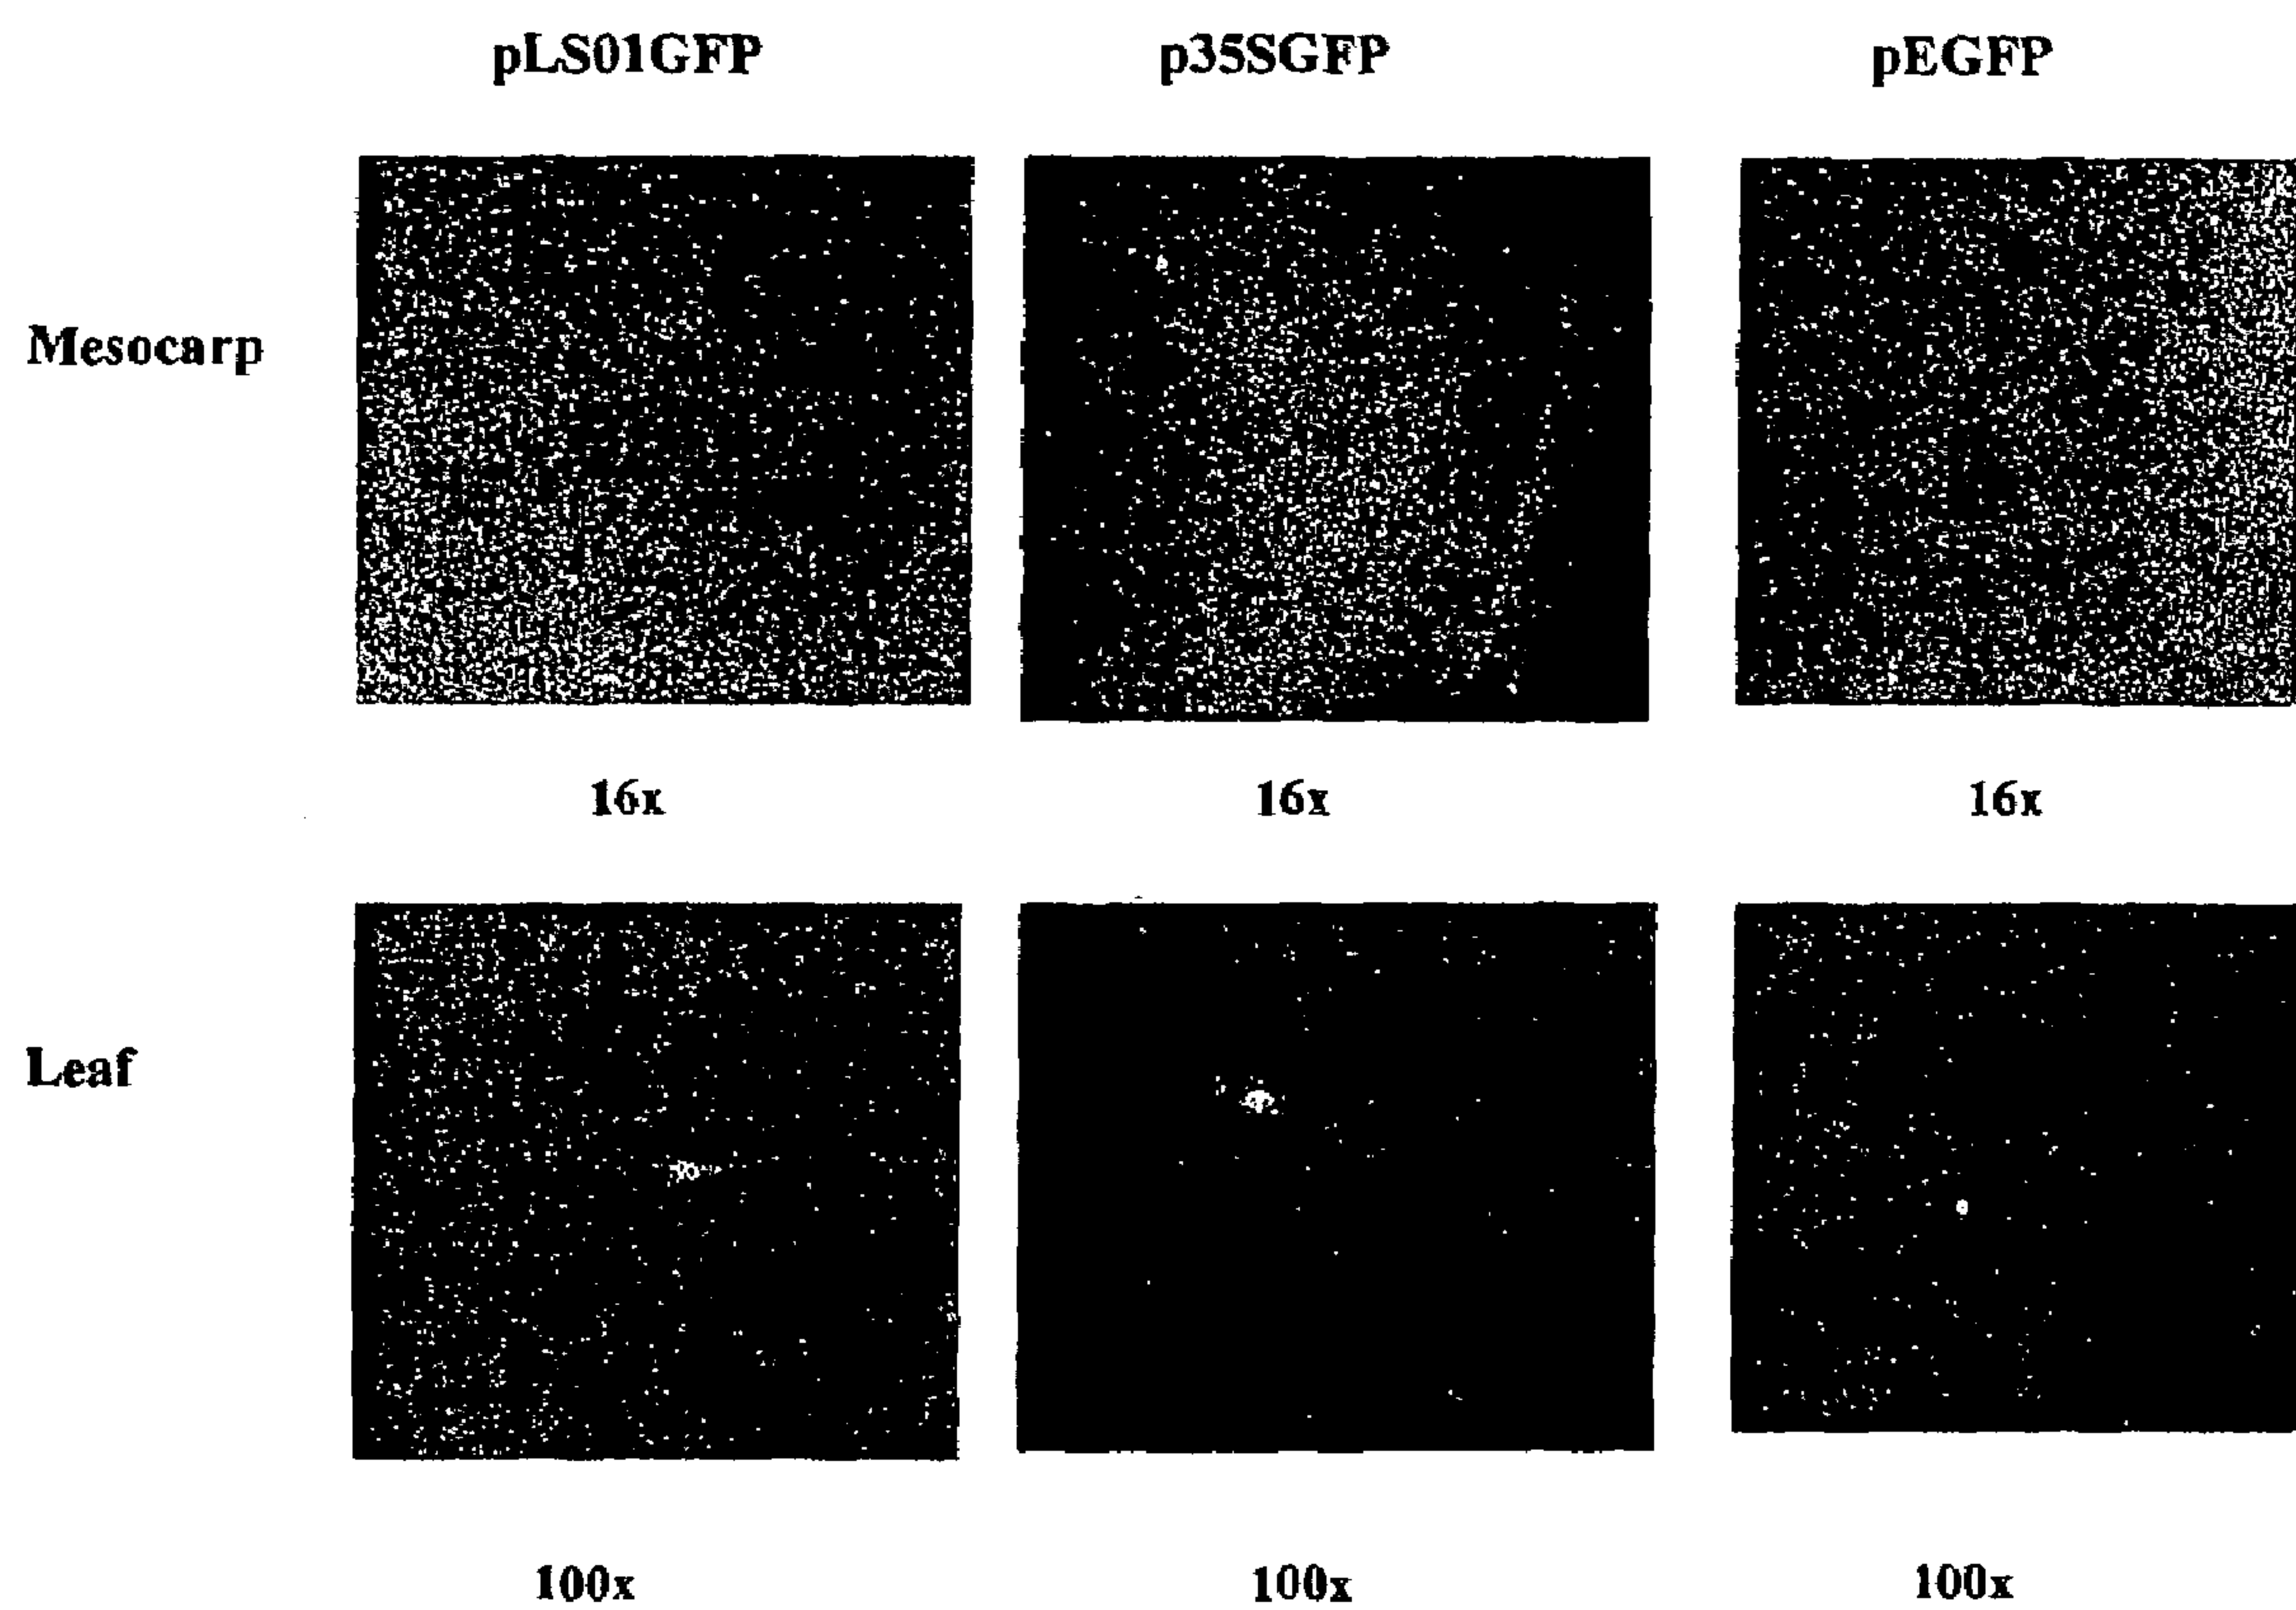 pLS01GFP p35SGFP pEGFP
Mesocarp
16x 16x 16x
Leaf
100x 100x 100x